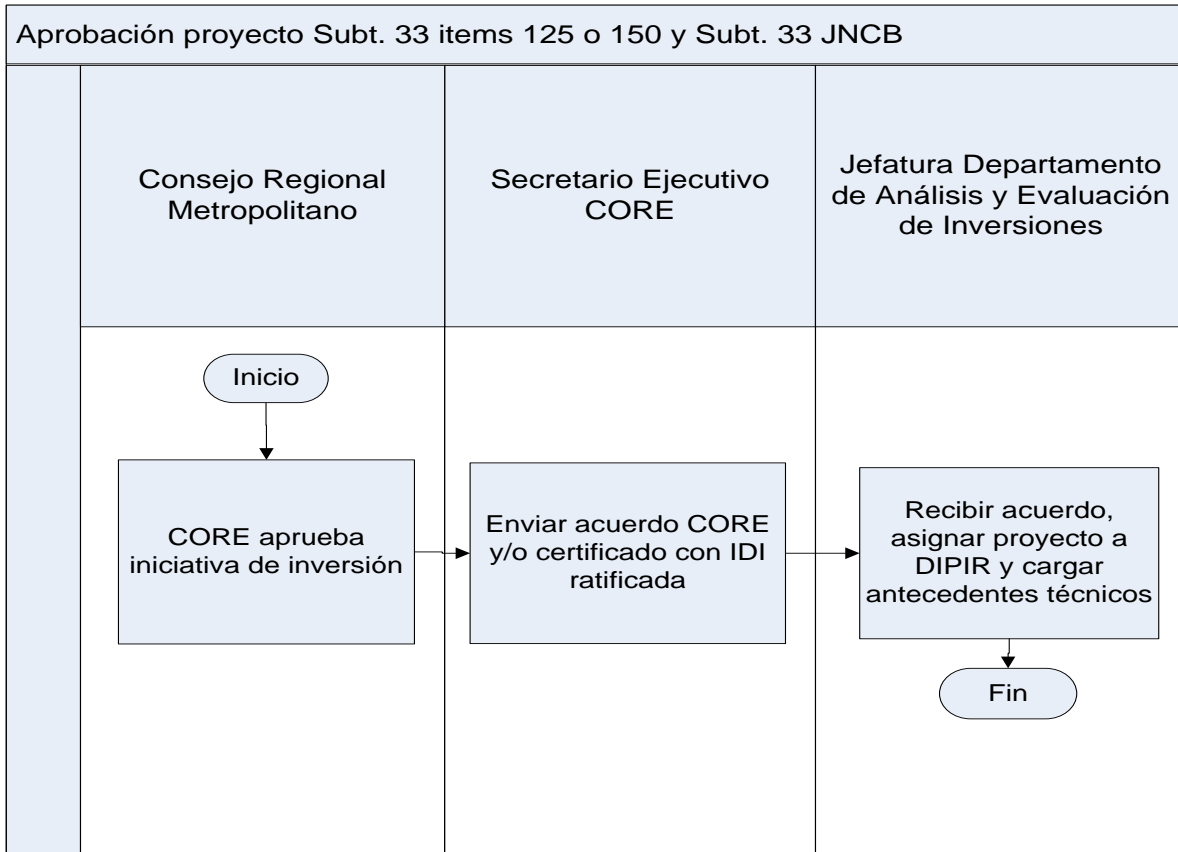 Aprobación proyecto Subt. 33 items 125 o 150 y Subt. 33 JNCB
Consejo Regional
Metropolitano
Secretario Ejecutivo
CORE
Jefatura Departamento
de Análisis y Evaluación
de Inversiones
Inicio
CORE aprueba
iniciativa de inversión
Enviar acuerdo CORE
y/o certificado con IDI
ratificada
Recibir acuerdo,
asignar proyecto a
DIPIR y cargar
antecedentes técnicos
Fin